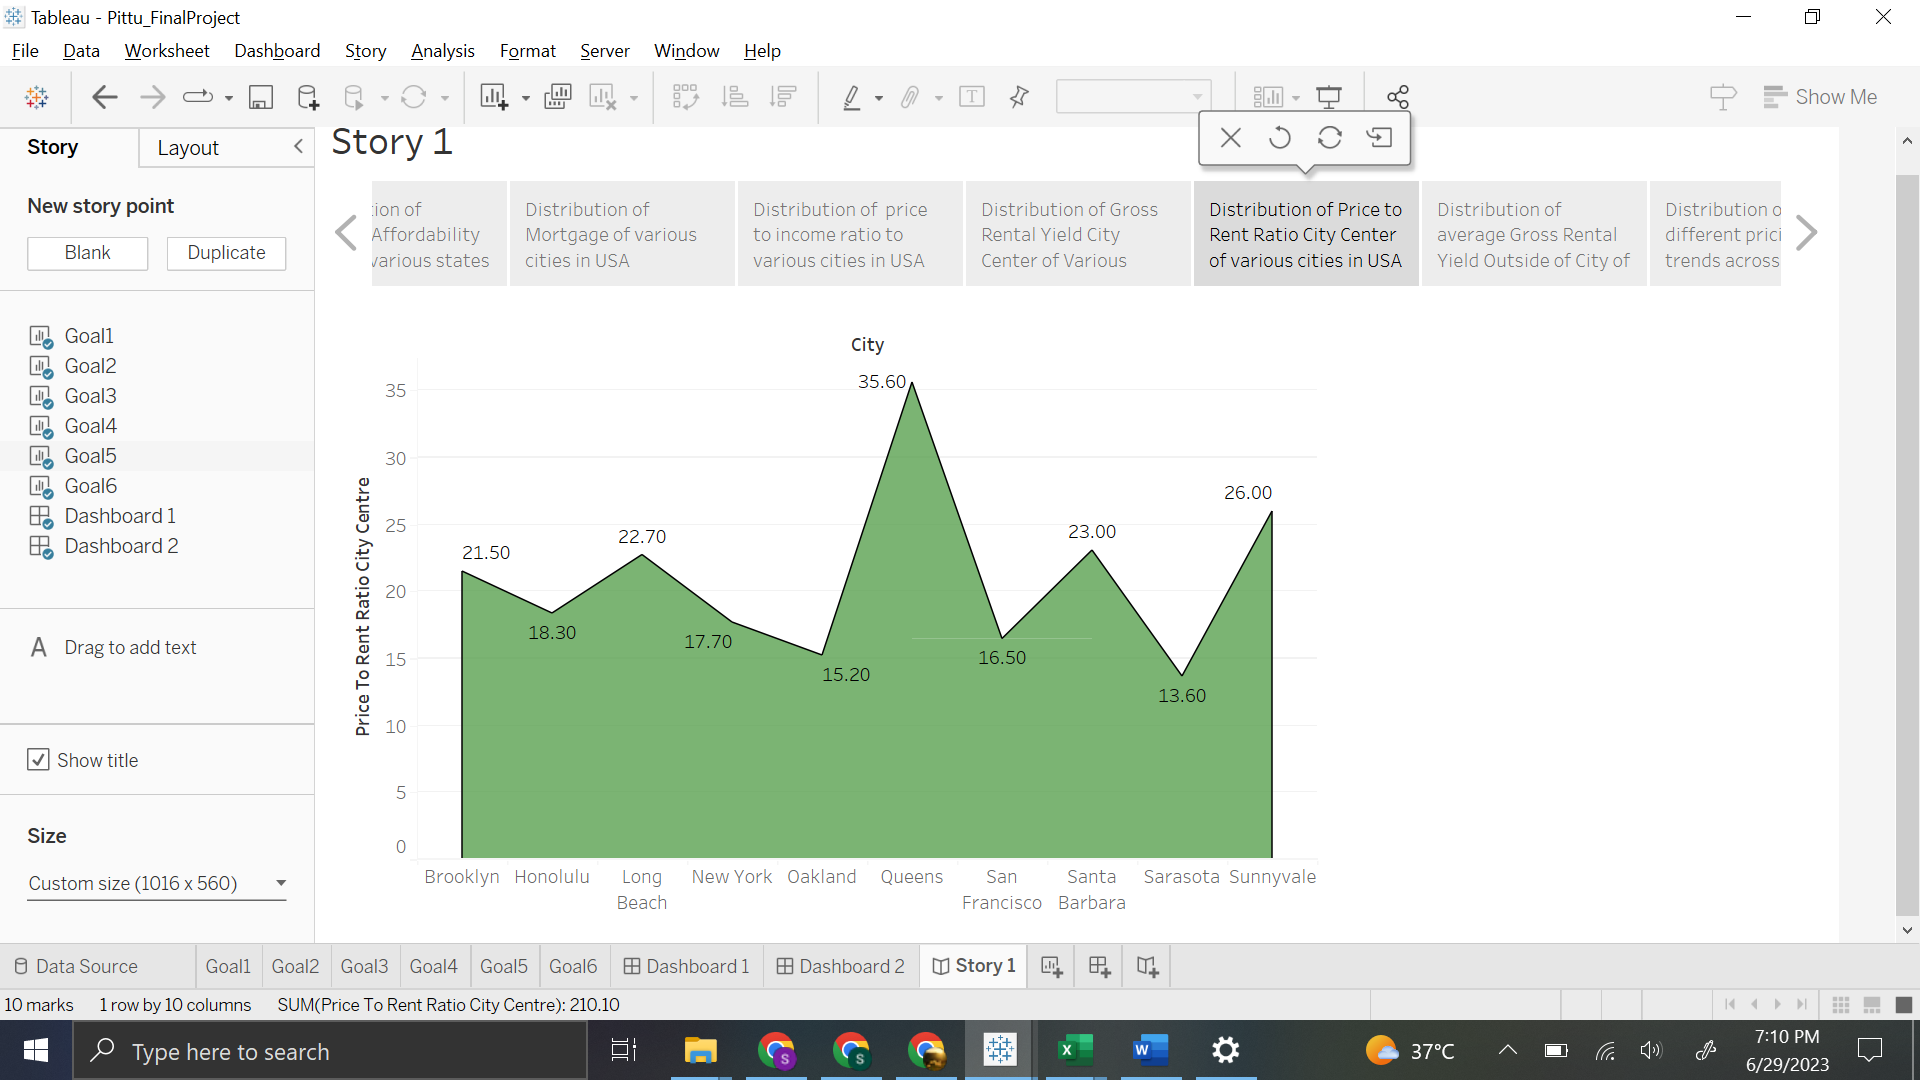 Tableau - Pittu_FinalProject
File Data Worksheet Dashboard Story Analysis Format Server Window Help
Show Me
Story
Layout
New story point
Blank
Duplicate
Goal1
Goal2
Goal3
Goal4
Goal5
Goal6
Dashboard 1
Dashboard 2
A Drag to add text
Show title
Size
Custom size (1016 x 560)
Story 1
ion of
Affordability
various states
Distribution of
Mortgage of various
cities in USA
Distribution of price
to income ratio to
various cities in USA
Distribution of Gross
Rental Yield City
Center of Various
Distribution of Price to
Rent Ratio City Center
of various cities in USA
Distribution of
average Gross Rental
Yield Outside of City of
Distribution o
different prici
trends across
City
Price To Rent Ratio City Centre
35
30
25
20
15
10
5
0
21.50
18.30
22.70
17.70
15.20
35.60
16.50
23.00
13.60
26.00
Brooklyn
Honolulu
Long
Beach
New York
Oakland
Queens
San
Francisco
Santa
Barbara
Sarasota
Sunnyvale
Data Source Goal1 Goal2 Goal3 Goal4 Goal5 Goal6 Dashboard 1 Dashboard 2 Story 1
10 marks 1 row by 10 columns SUM(Price To Rent Ratio City Centre): 210.10
Type here to search
S
S
X
W
37°C
7:10 PM
6/29/2023